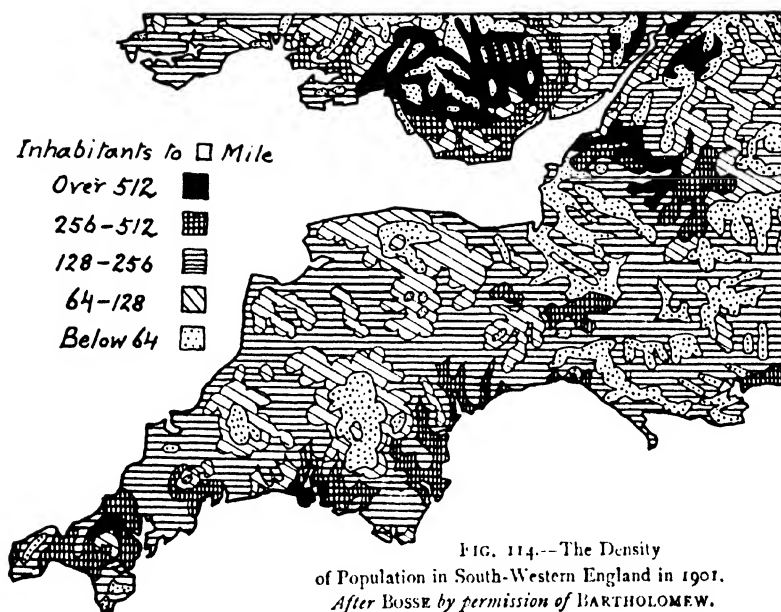 Inhabitants to □ Mile
Over 512
256-512
128-256
64-128
Below 64
FIG. 114.--The Density
of Population in South-Western England in 1901.
After BOSSE by permission of BARTHOLOMEW.